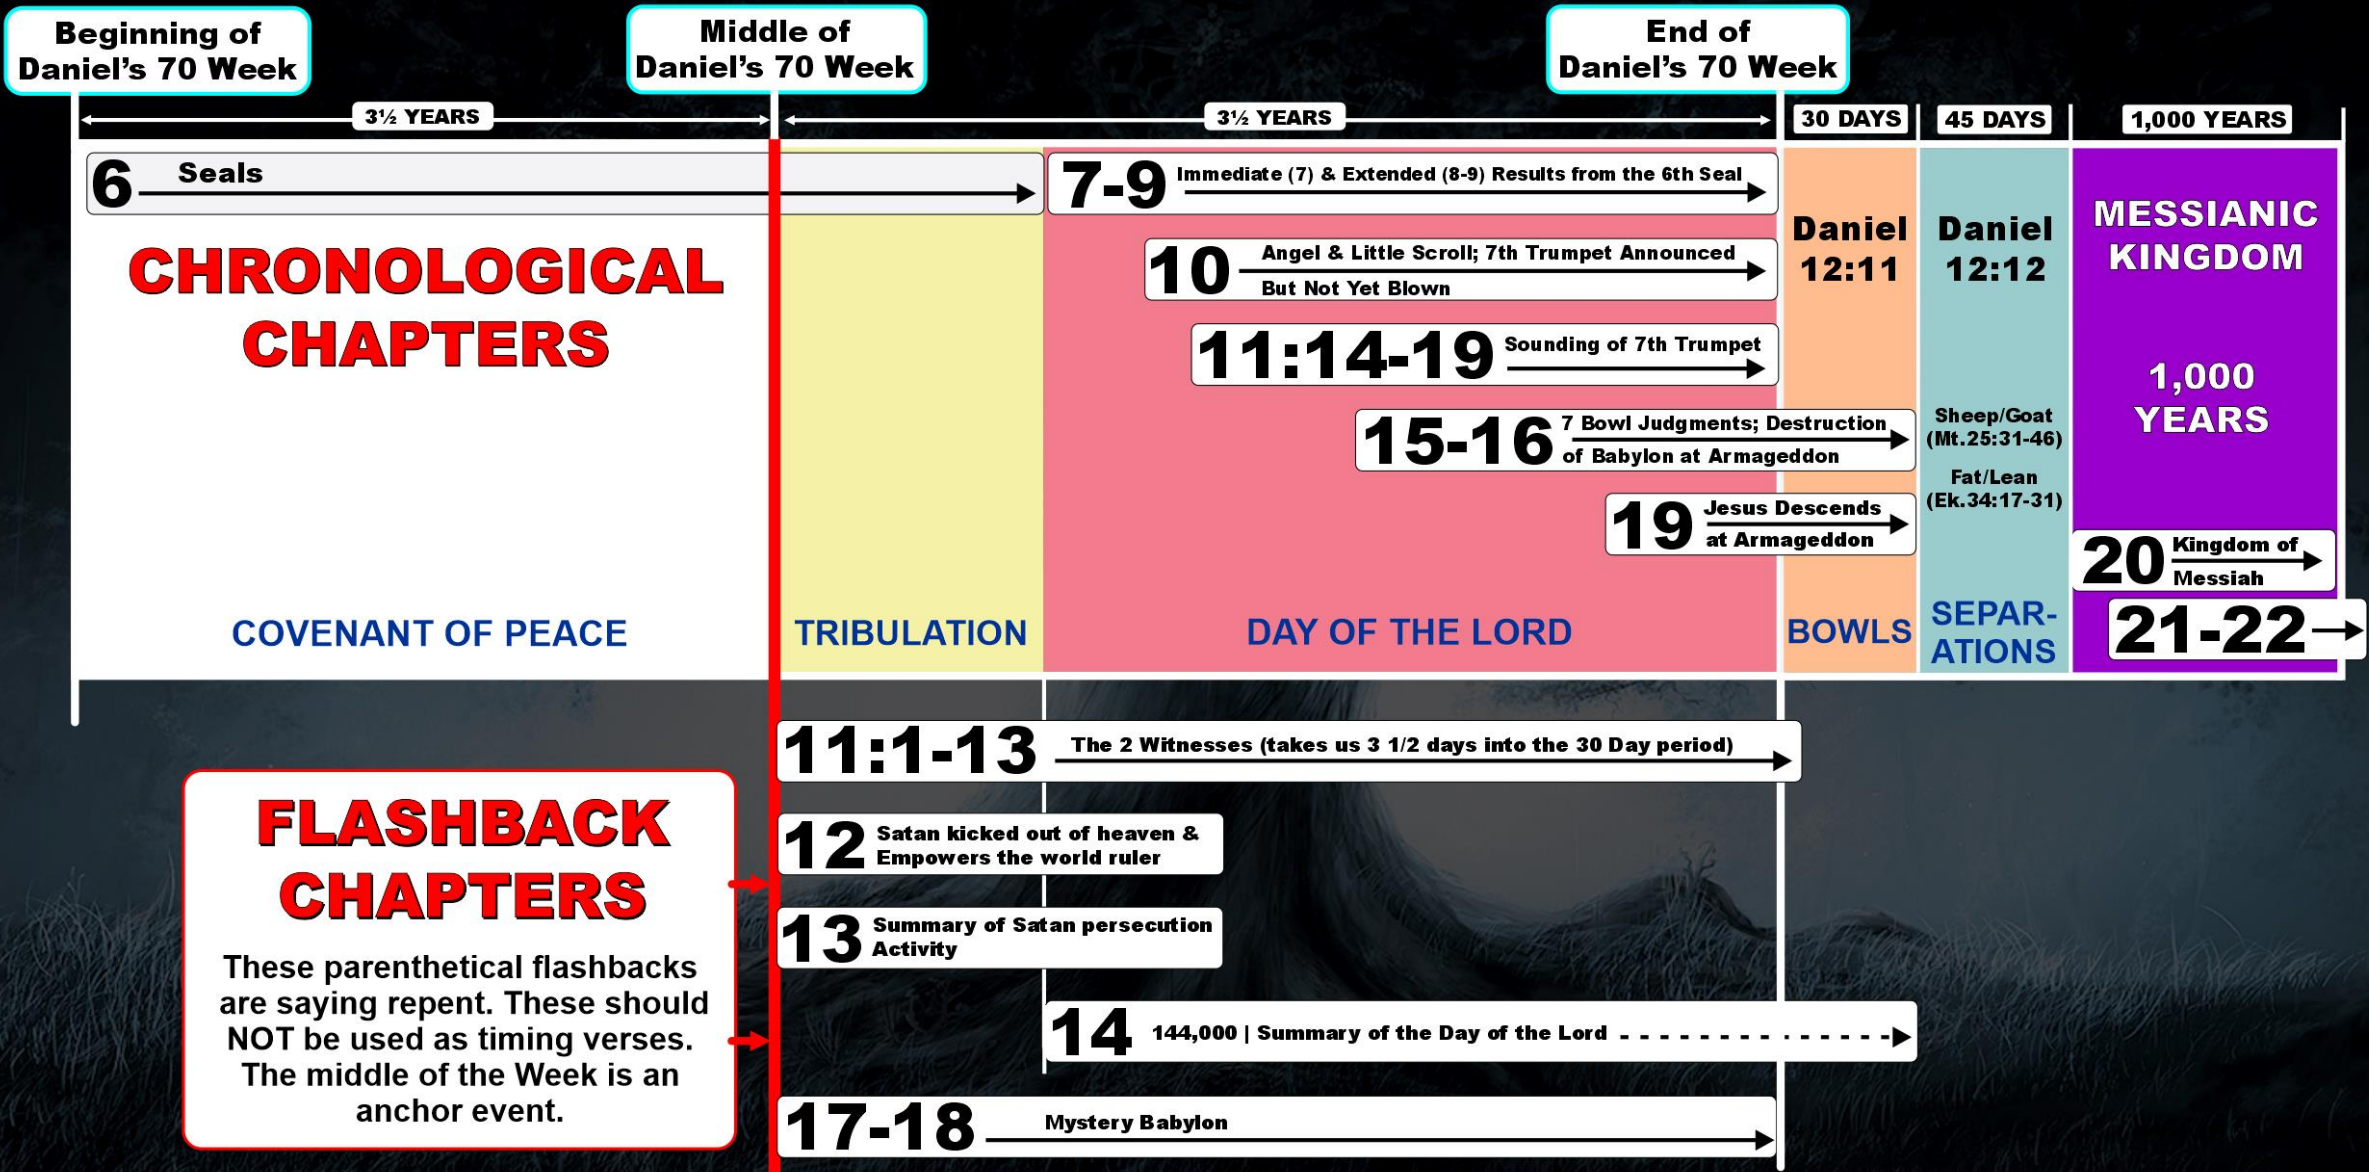 Beginning of
Daniel's 70 Week
Middle of
Daniel's 70 Week
End of
Daniel's 70 Week
3½ YEARS
3½ YEARS
30 DAYS
45 DAYS
1,000 YEARS
6 Seals
7-9 Immediate (7) & Extended (8-9) Results from the 6th Seal
10 Angel & Little Scroll; 7th Trumpet Announced
But Not Yet Blown
11:14-19 Sounding of 7th Trumpet
15-16 7 Bowl Judgments; Destruction
of Babylon at Armageddon
19 Jesus Descends
at Armageddon
CHRONOLOGICAL
CHAPTERS
Daniel
12:11
Daniel
12:12
Sheep/Goat
(Mt.25:31-46)
Fat/Lean
(Ek.34:17-31)
MESSIANIC
KINGDOM
1,000
YEARS
20 Kingdom of
Messiah
21-22
COVENANT OF PEACE
TRIBULATION
DAY OF THE LORD
BOWLS
SEPAR-
ATIONS
11:1-13 The 2 Witnesses (takes us 3 1/2 days into the 30 Day period)
12 Satan kicked out of heaven &
Empowers the world ruler
13 Summary of Satan persecution
Activity
14 144,000 | Summary of the Day of the Lord
17-18 Mystery Babylon
FLASHBACK
CHAPTERS
These parenthetical flashbacks
are saying repent. These should
NOT be used as timing verses.
The middle of the Week is an
anchor event.